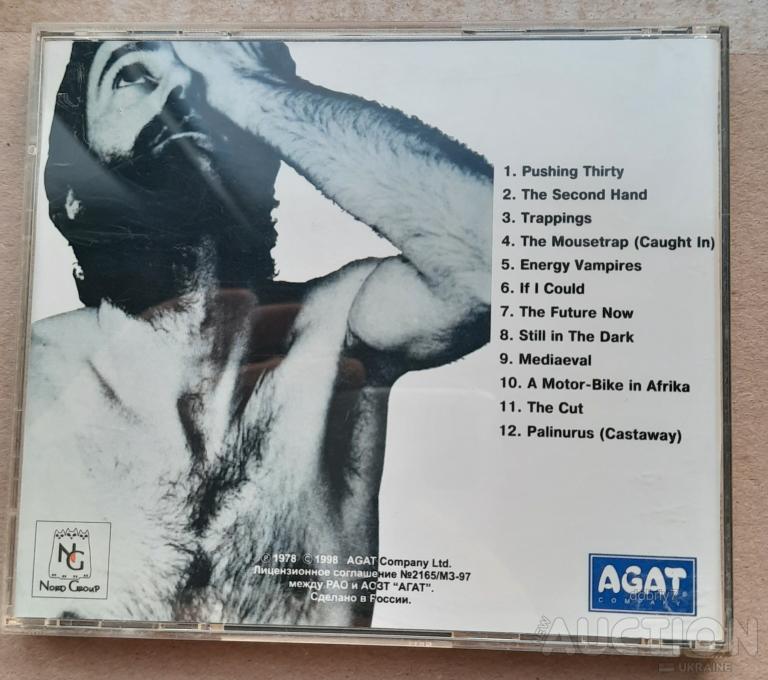 1. Pushing Thirty
2. The Second Hand
3. Trappings
4. The Mousetrap (Caught In)
5. Energy Vampires
6. If I Could
7. The Future Now
8. Still in The Dark
9. Mediaeval
10. A Motor-Bike in Afrika
11. The Cut
12. Palinurus (Castaway)
NG
NORD GROUP
℗ 1978 © 1998 AGAT Company Ltd.
Лицензионное соглашение №2165/МЗ-97
между РАО и АОЗТ "АГАТ".
Сделано в России.
AGAT
COMPANY
dobriy7
AUCTION
UKRAINE